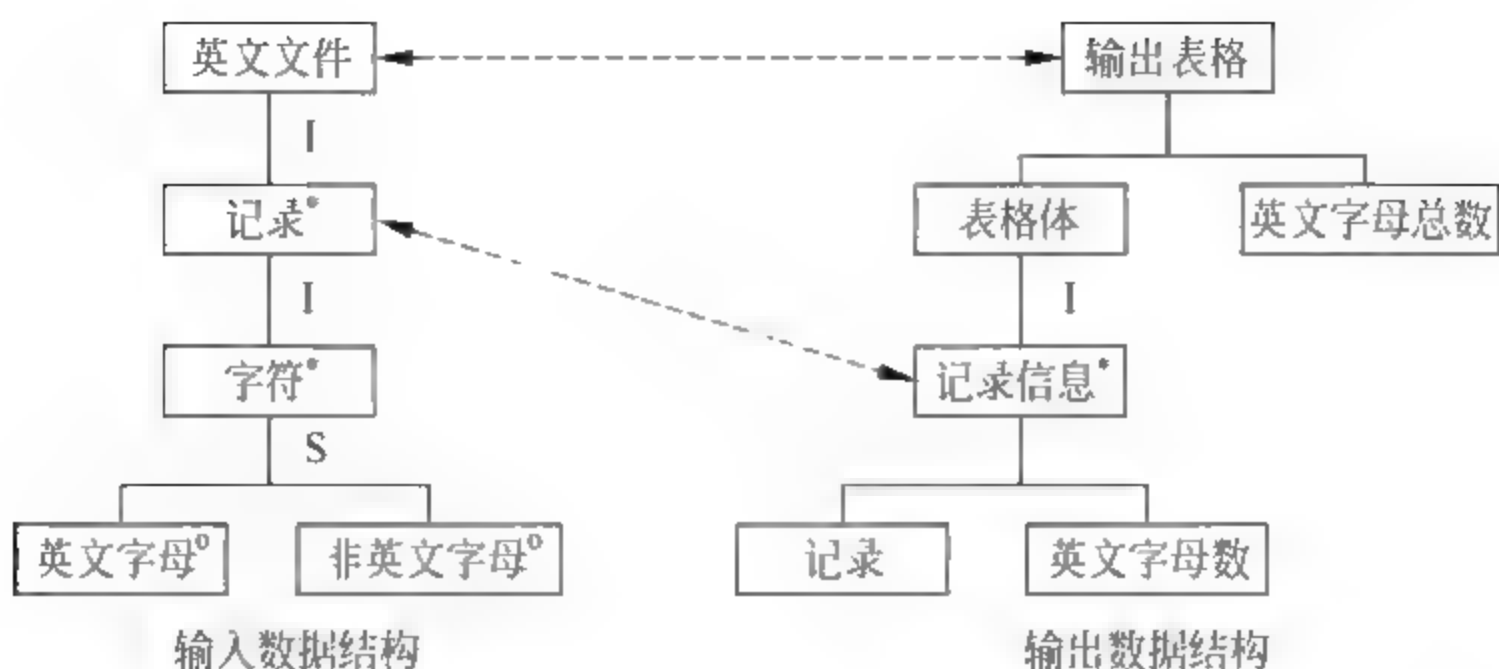 英文文件
输出表格
I
记录*
表格体
英文字母总数
I
I
字符*
记录信息*
S
英文字母o
非英文字母o
记录
英文字母数
输入数据结构
输出数据结构